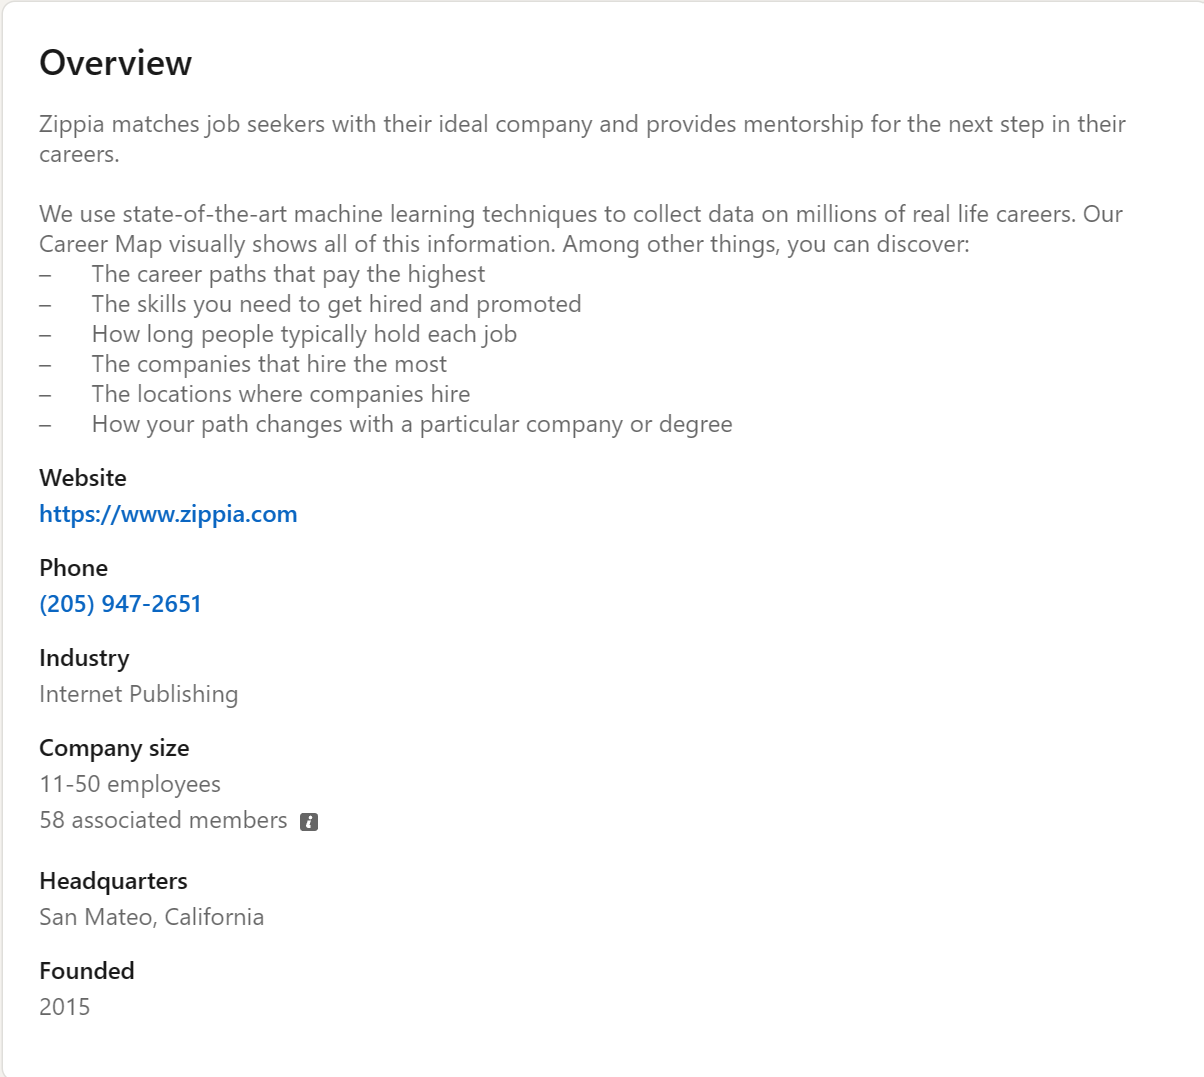 Overview
Zippia matches job seekers with their ideal company and provides mentorship for the next step in their
careers.
We use state-of-the-art machine learning techniques to collect data on millions of real life careers. Our
Career Map visually shows all of this information. Among other things, you can discover:
– The career paths that pay the highest
– The skills you need to get hired and promoted
– How long people typically hold each job
– The companies that hire the most
– The locations where companies hire
– How your path changes with a particular company or degree
Website
https://www.zippia.com
Phone
(205) 947-2651
Industry
Internet Publishing
Company size
11-50 employees
58 associated members
Headquarters
San Mateo, California
Founded
2015